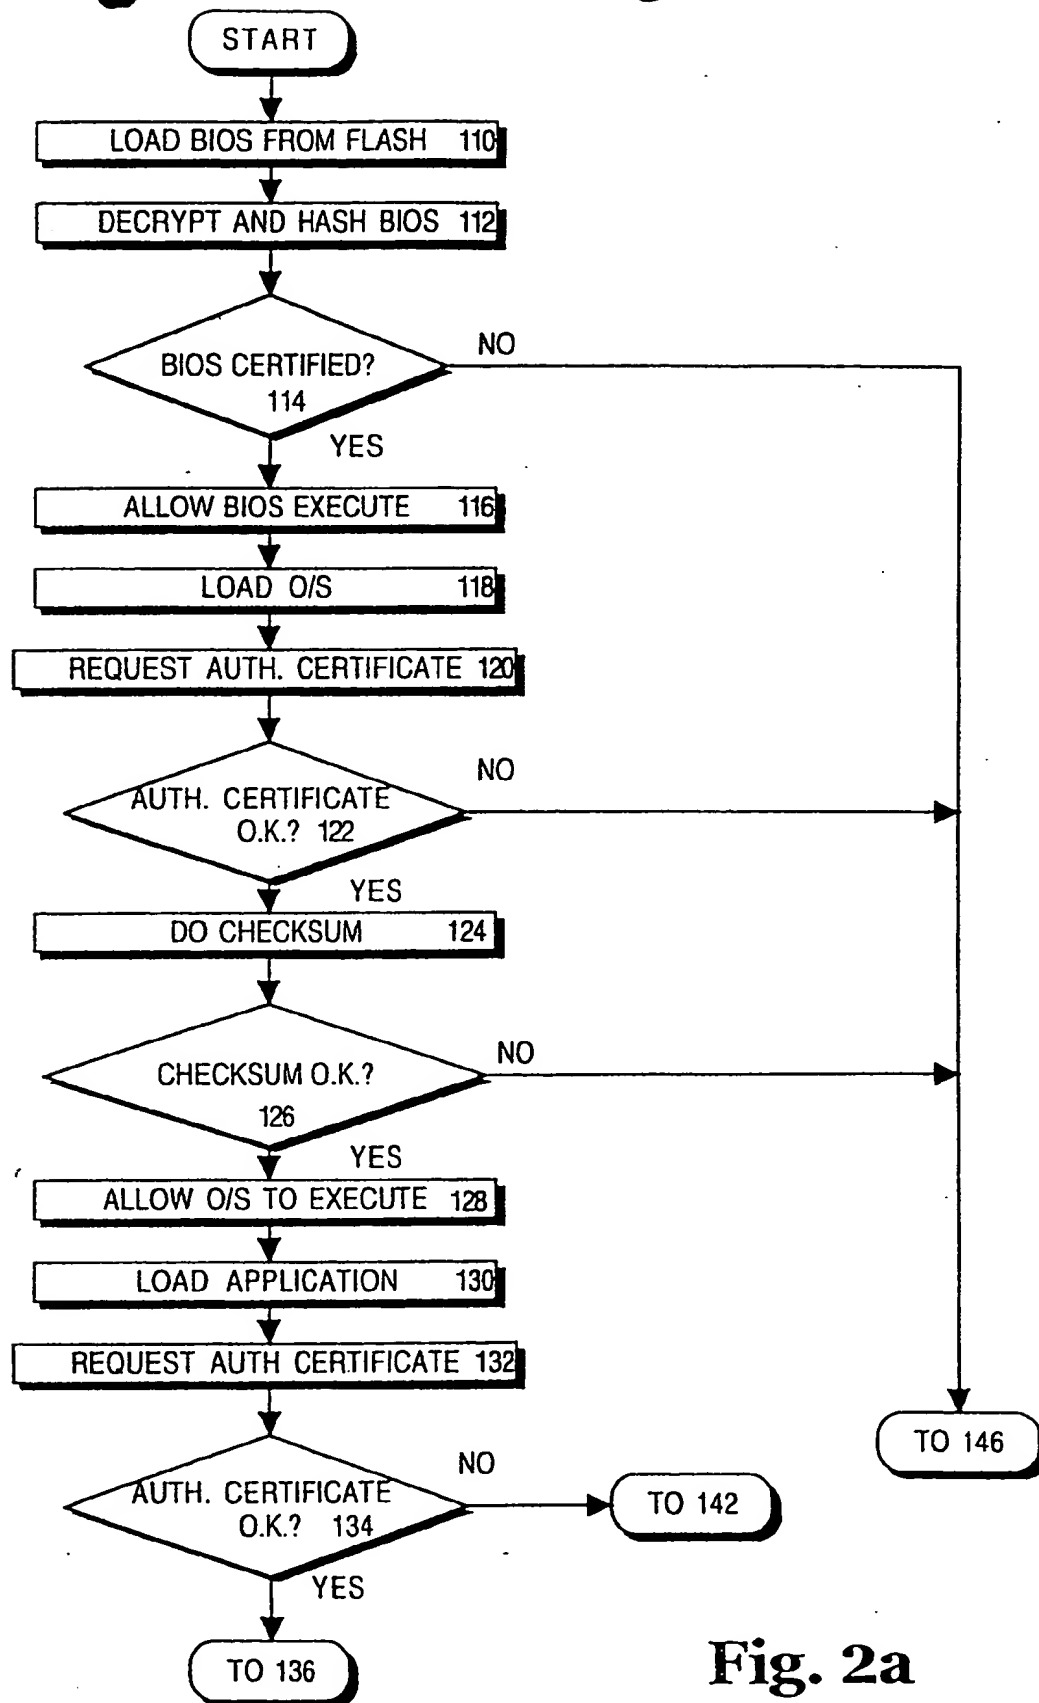 START
LOAD BIOS FROM FLASH 110
DECRYPT AND HASH BIOS 112
BIOS CERTIFIED?
114
NO
YES
ALLOW BIOS EXECUTE 116
LOAD O/S 118
REQUEST AUTH. CERTIFICATE 120
AUTH. CERTIFICATE
O.K.? 122
NO
YES
DO CHECKSUM 124
CHECKSUM O.K.?
126
NO
YES
ALLOW O/S TO EXECUTE 128
LOAD APPLICATION 130
REQUEST AUTH CERTIFICATE 132
AUTH. CERTIFICATE
O.K.? 134
NO
TO 142
TO 146
YES
TO 136
Fig. 2a